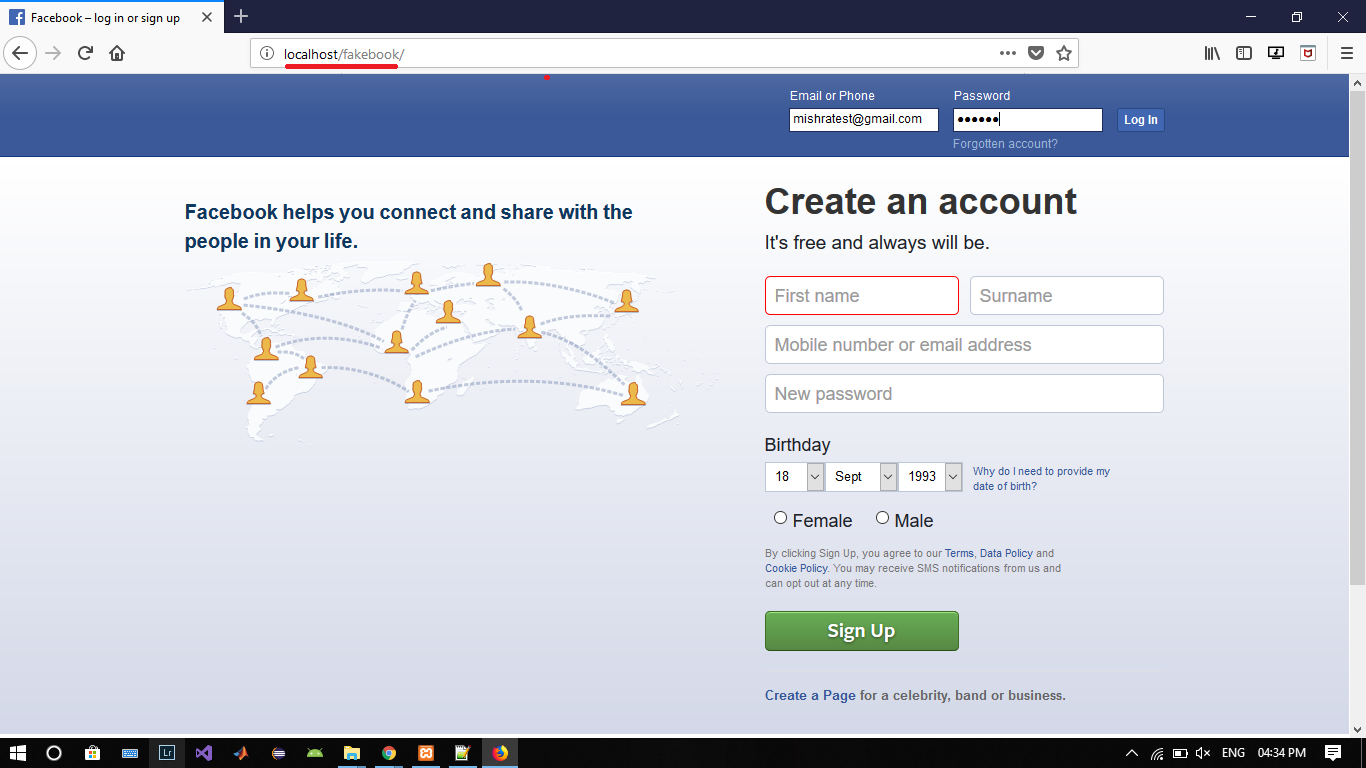 Facebook – log in or sign up
localhost/fakebook/
Email or Phone
Password
mishratest@gmail.com
••••••
Log In
Forgotten account?
Facebook helps you connect and share with the
people in your life.
Create an account
It's free and always will be.
First name
Surname
Mobile number or email address
New password
Birthday
18
Sept
1993
Why do I need to provide my
date of birth?
Female
Male
By clicking Sign Up, you agree to our Terms, Data Policy and
Cookie Policy. You may receive SMS notifications from us and
can opt out at any time.
Sign Up
Create a Page for a celebrity, band or business.
Lr
ENG
04:34 PM